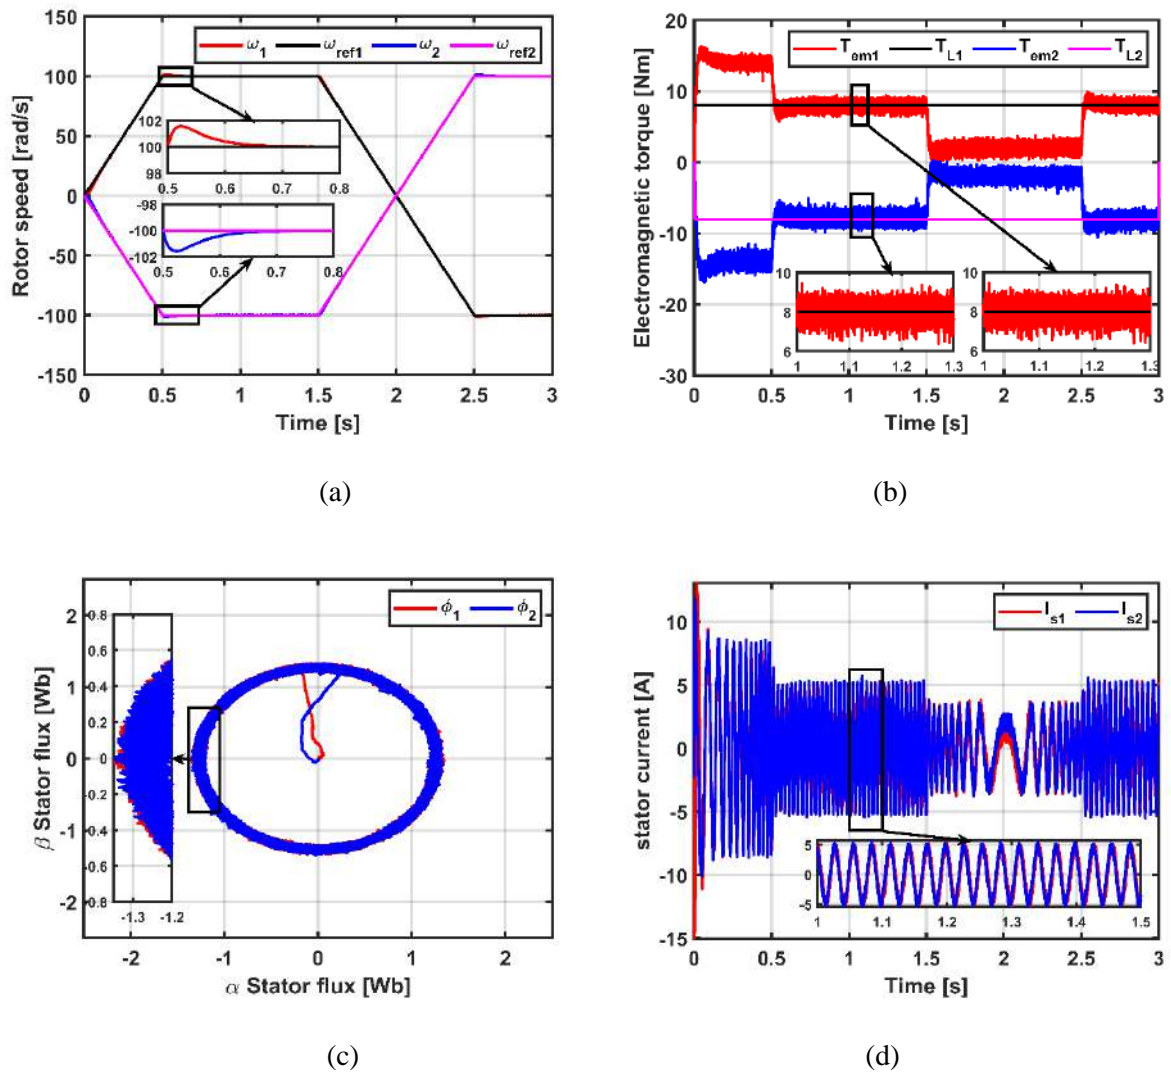 ω1 ωref1 ω2 ωref2
150
100
50
0
-50
-100
-150
Rotor speed [rad/s]
102
100
98
0.5 0.6 0.7 0.8
-98
-100
-102
0.5 0.6 0.7 0.8
0 0.5 1 1.5 2 2.5 3
Time [s]
(a)
Tem1 TL1 Tem2 TL2
20
10
0
-10
-20
-30
Electromagnetic torque [Nm]
10
8
6
1 1.1 1.2 1.3
10
8
6
1 1.1 1.2 1.3
0 0.5 1 1.5 2 2.5 3
Time [s]
(b)
ϕ1 ϕ2
2
1
0
-1
-2
β Stator flux [Wb]
0.8
0.4
0.2
0
0.2
0.4
0.6
0.8
-1.3 -1.2
-2 -1 0 1 2
α Stator flux [Wb]
(c)
Is1 Is2
10
5
0
-5
-10
-15
stator current [A]
5
0
-5
1 1.1 1.2 1.3 1.4 1.5
0 0.5 1 1.5 2 2.5 3
Time [s]
(d)